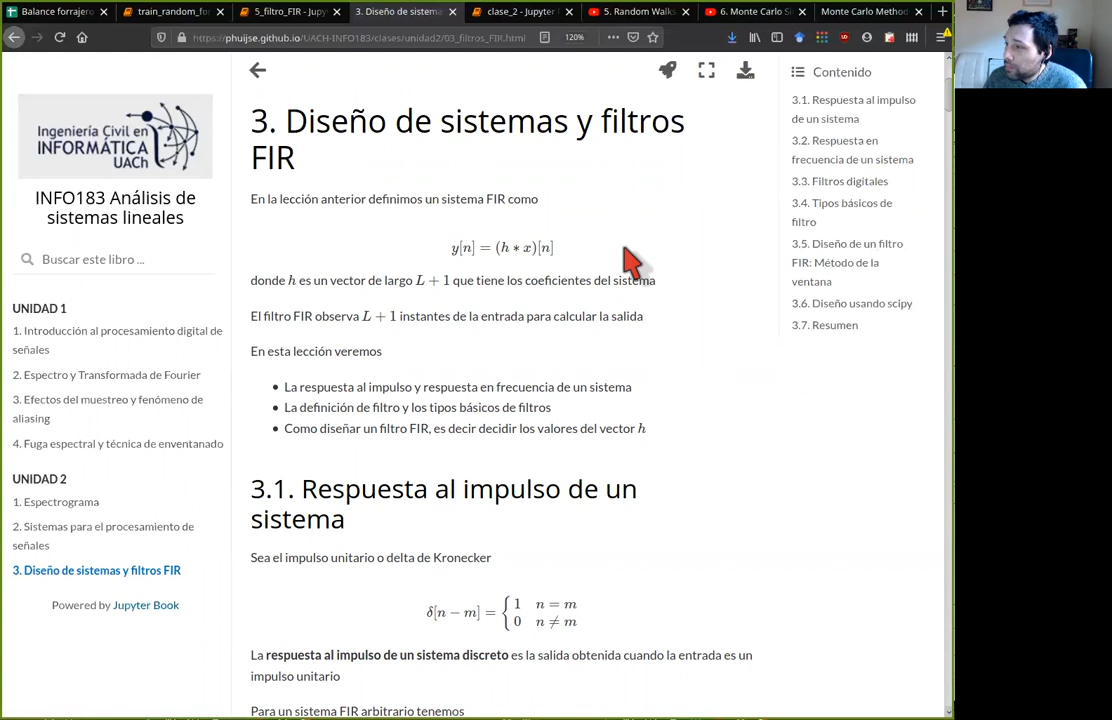 Balance forrajero
train_random_for
5_filtro_FIR - Jupy
3. Diseño de sistema
clase_2 - Jupyter
5. Random Walks
6. Monte Carlo Si
Monte Carlo Method
https://phuijse.github.io/UACH-INFO183/clases/unidad2/03_filtros_FIR.html
120%
Ingeniería Civil en
INFORMÁTICA
UACh
INFO183 Análisis de
sistemas lineales
Buscar este libro ...
UNIDAD 1
1. Introducción al procesamiento digital de
señales
2. Espectro y Transformada de Fourier
3. Efectos del muestreo y fenómeno de
aliasing
4. Fuga espectral y técnica de enventanado
UNIDAD 2
1. Espectrograma
2. Sistemas para el procesamiento de
señales
3. Diseño de sistemas y filtros FIR
Powered by Jupyter Book
3. Diseño de sistemas y filtros
FIR
En la lección anterior definimos un sistema FIR como
y[n] = (h ∗ x)[n]
donde h es un vector de largo L + 1 que tiene los coeficientes del sistema
El filtro FIR observa L + 1 instantes de la entrada para calcular la salida
En esta lección veremos
• La respuesta al impulso y respuesta en frecuencia de un sistema
• La definición de filtro y los tipos básicos de filtros
• Como diseñar un filtro FIR, es decir decidir los valores del vector h
3.1. Respuesta al impulso de un
sistema
Sea el impulso unitario o delta de Kronecker
δ[n − m] = { 1 n = m
0 n ≠ m
La respuesta al impulso de un sistema discreto es la salida obtenida cuando la entrada es un
impulso unitario
Para un sistema FIR arbitrario tenemos
Contenido
3.1. Respuesta al impulso
de un sistema
3.2. Respuesta en
frecuencia de un sistema
3.3. Filtros digitales
3.4. Tipos básicos de
filtro
3.5. Diseño de un filtro
FIR: Método de la
ventana
3.6. Diseño usando scipy
3.7. Resumen